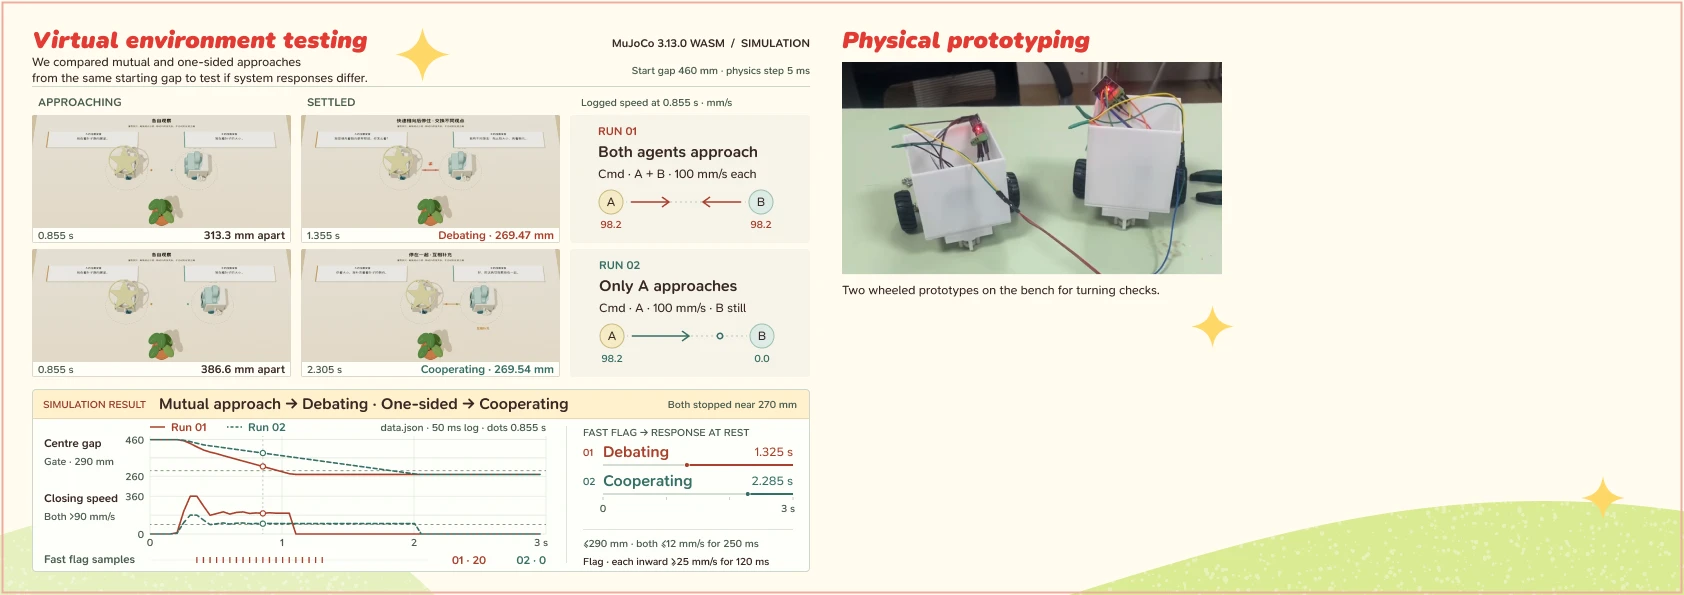 Virtual environment testing
We compared mutual and one-sided approaches
from the same starting gap to test if system responses differ.
MuJoCo 3.13.0 WASM / SIMULATION
Start gap 460 mm · physics step 5 ms
APPROACHING
SETTLED
Logged speed at 0.855 s · mm/s
0.855 s
313.3 mm apart
1.355 s
Debating · 269.47 mm
RUN 01
Both agents approach
Cmd · A + B · 100 mm/s each
A
B
98.2
98.2
0.855 s
386.6 mm apart
2.305 s
Cooperating · 269.54 mm
RUN 02
Only A approaches
Cmd · A · 100 mm/s · B still
A
B
98.2
0.0
SIMULATION RESULT
Mutual approach → Debating · One-sided → Cooperating
Both stopped near 270 mm
Run 01
Run 02
data.json · 50 ms log · dots 0.855 s
Centre gap
Gate · 290 mm
460
260
Closing speed
Both >90 mm/s
360
0
0
1
2
3 s
Fast flag samples
01 · 20
02 · 0
FAST FLAG → RESPONSE AT REST
01 Debating 1.325 s
02 Cooperating 2.285 s
0
3 s
⩽290 mm · both ⩽12 mm/s for 250 ms
Flag · each inward ⩾25 mm/s for 120 ms
Physical prototyping
Two wheeled prototypes on the bench for turning checks.